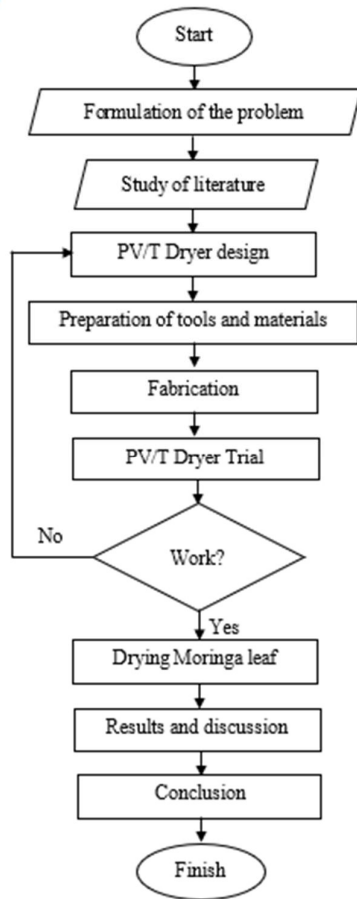 Start
Formulation of the problem
Study of literature
PV/T Dryer design
Preparation of tools and materials
Fabrication
PV/T Dryer Trial
No
Work?
Yes
Drying Moringa leaf
Results and discussion
Conclusion
Finish